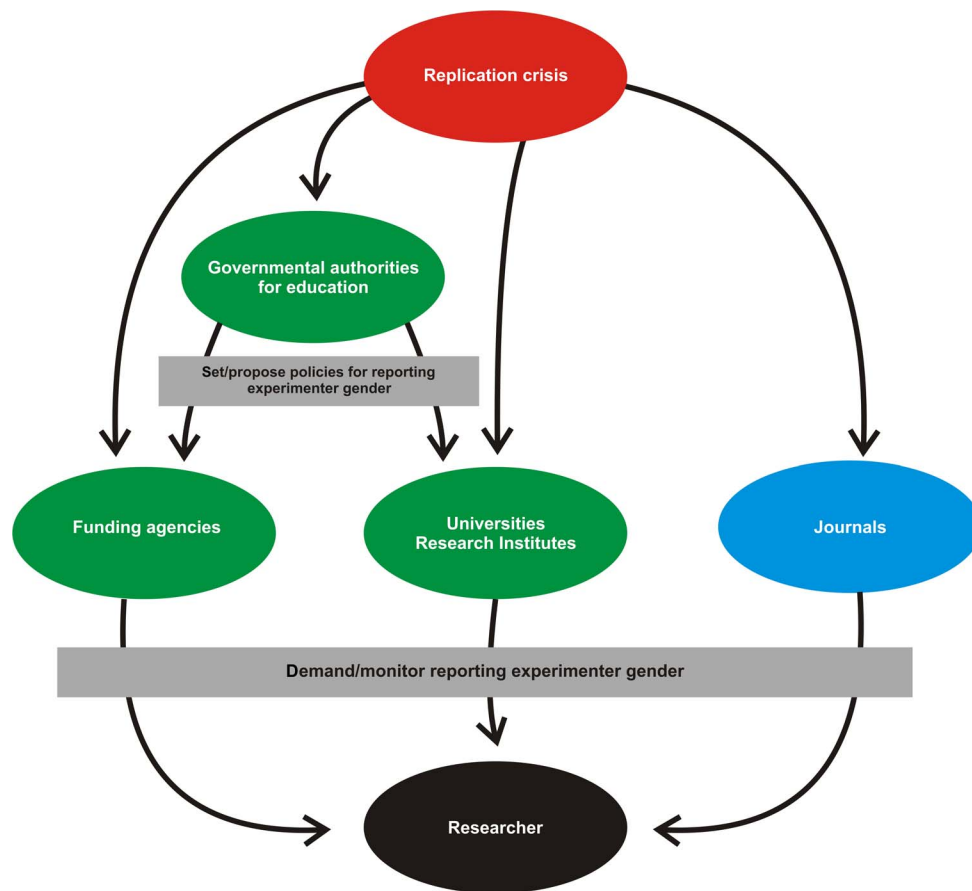 Replication crisis
Governmental authorities
for education
Set/propose policies for reporting
experimenter gender
Funding agencies
Universities
Research Institutes
Journals
Demand/monitor reporting experimenter gender
Researcher